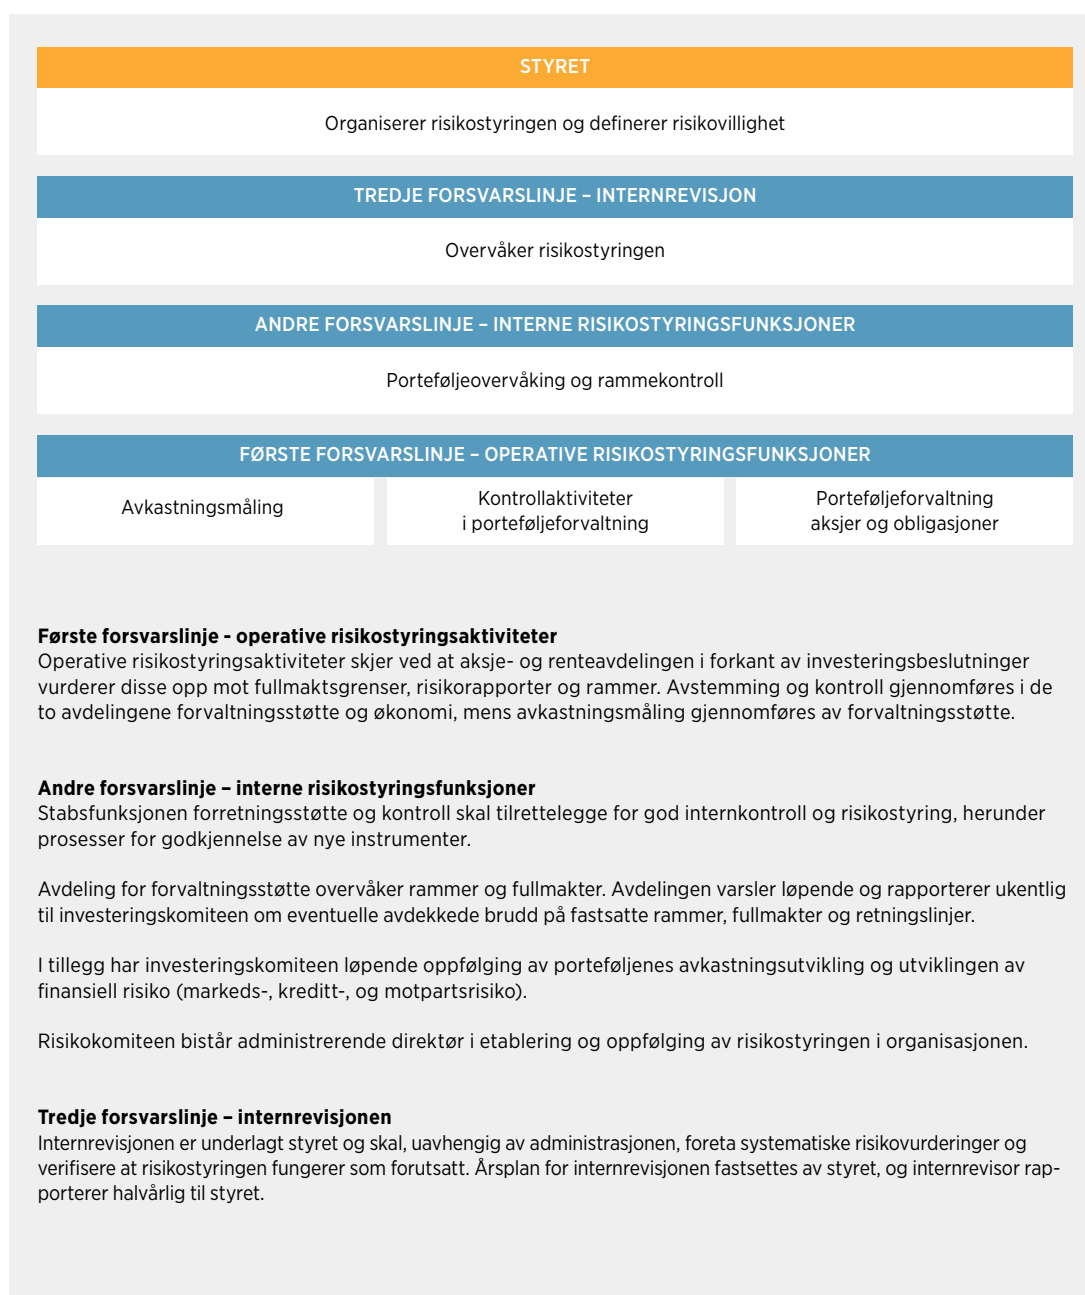 STYRET
Organiserer risikostyringen og definerer risikovillighet
TREDJE FORSVARSLINJE – INTERNREVISJON
Overvåker risikostyringen
ANDRE FORSVARSLINJE – INTERNE RISIKOSTYRINGSFUNKSJONER
Porteføljeovervåking og rammekontroll
FØRSTE FORSVARSLINJE – OPERATIVE RISIKOSTYRINGSFUNKSJONER
Avkastningsmåling
Kontrollaktiviteter
i porteføljeforvaltning
Porteføljeforvaltning
aksjer og obligasjoner
Første forsvarslinje - operative risikostyringsaktiviteter
Operative risikostyringsaktiviteter skjer ved at aksje- og renteavdelingen i forkant av investeringsbeslutninger
vurderer disse opp mot fullmaktsgrenser, risikorapporter og rammer. Avstemming og kontroll gjennomføres i de
to avdelingene forvaltningsstøtte og økonomi, mens avkastningsmåling gjennomføres av forvaltningsstøtte.
Andre forsvarslinje – interne risikostyringsfunksjoner
Stabsfunksjonen forretningsstøtte og kontroll skal tilrettelegge for god internkontroll og risikostyring, herunder
prosesser for godkjennelse av nye instrumenter.
Avdeling for forvaltningsstøtte overvåker rammer og fullmakter. Avdelingen varsler løpende og rapporterer ukentlig
til investeringskomiteen om eventuelle avdekkede brudd på fastsatte rammer, fullmakter og retningslinjer.
I tillegg har investeringskomiteen løpende oppfølging av porteføljenes avkastningsutvikling og utviklingen av
finansiell risiko (markeds-, kreditt-, og motpartsrisiko).
Risikokomiteen bistår administrerende direktør i etablering og oppfølging av risikostyringen i organisasjonen.
Tredje forsvarslinje – internrevisjonen
Internrevisjonen er underlagt styret og skal, uavhengig av administrasjonen, foreta systematiske risikovurderinger og
verifisere at risikostyringen fungerer som forutsatt. Årsplan for internrevisjonen fastsettes av styret, og internrevisor rap-
porterer halvårlig til styret.